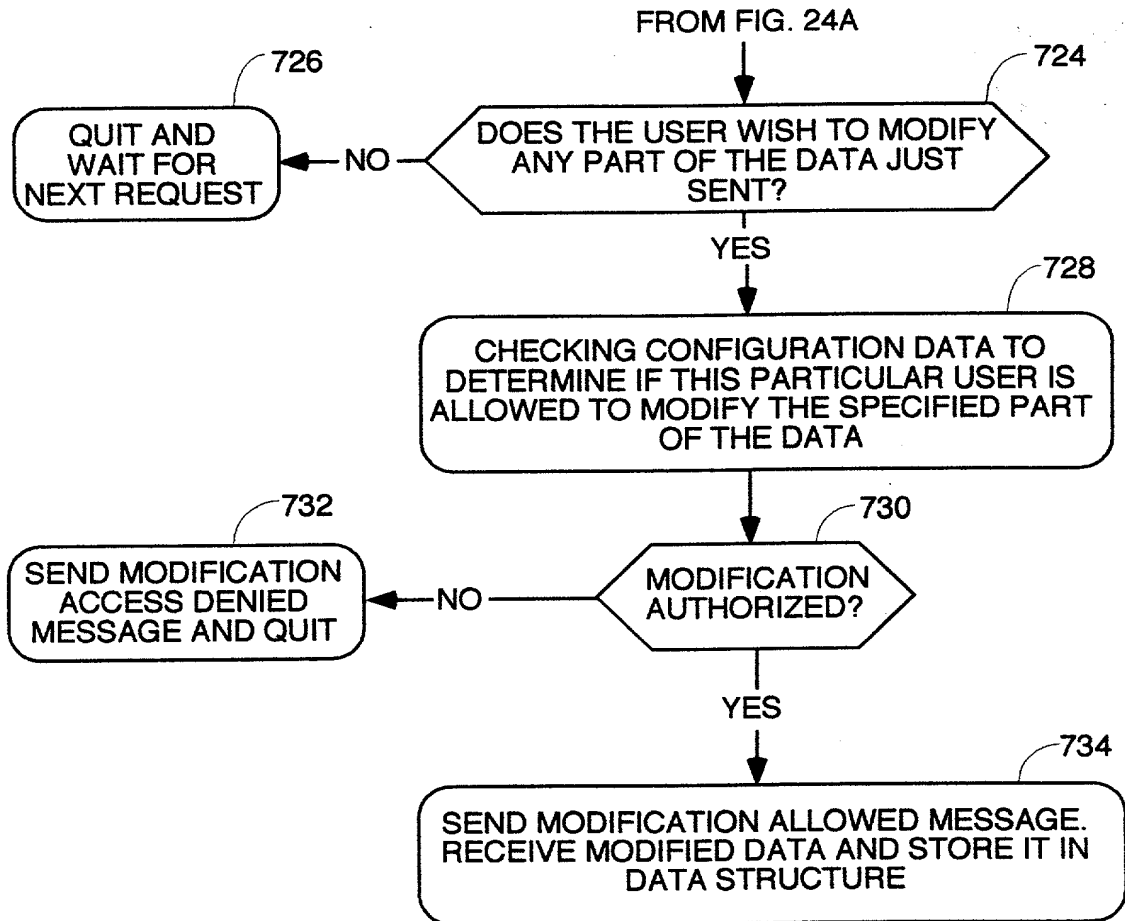 FROM FIG. 24A
726
724
QUIT AND
WAIT FOR
NEXT REQUEST
NO
DOES THE USER WISH TO MODIFY
ANY PART OF THE DATA JUST
SENT?
YES
728
CHECKING CONFIGURATION DATA TO
DETERMINE IF THIS PARTICULAR USER IS
ALLOWED TO MODIFY THE SPECIFIED PART
OF THE DATA
732
730
SEND MODIFICATION
ACCESS DENIED
MESSAGE AND QUIT
NO
MODIFICATION
AUTHORIZED?
YES
734
SEND MODIFICATION ALLOWED MESSAGE.
RECEIVE MODIFIED DATA AND STORE IT IN
DATA STRUCTURE